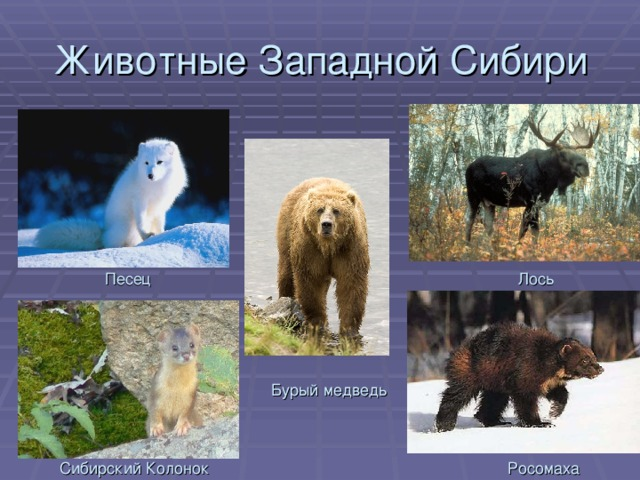 Животные Западной Сибири
Песец
Лось
Бурый медведь
Сибирский Колонок
Росомаха